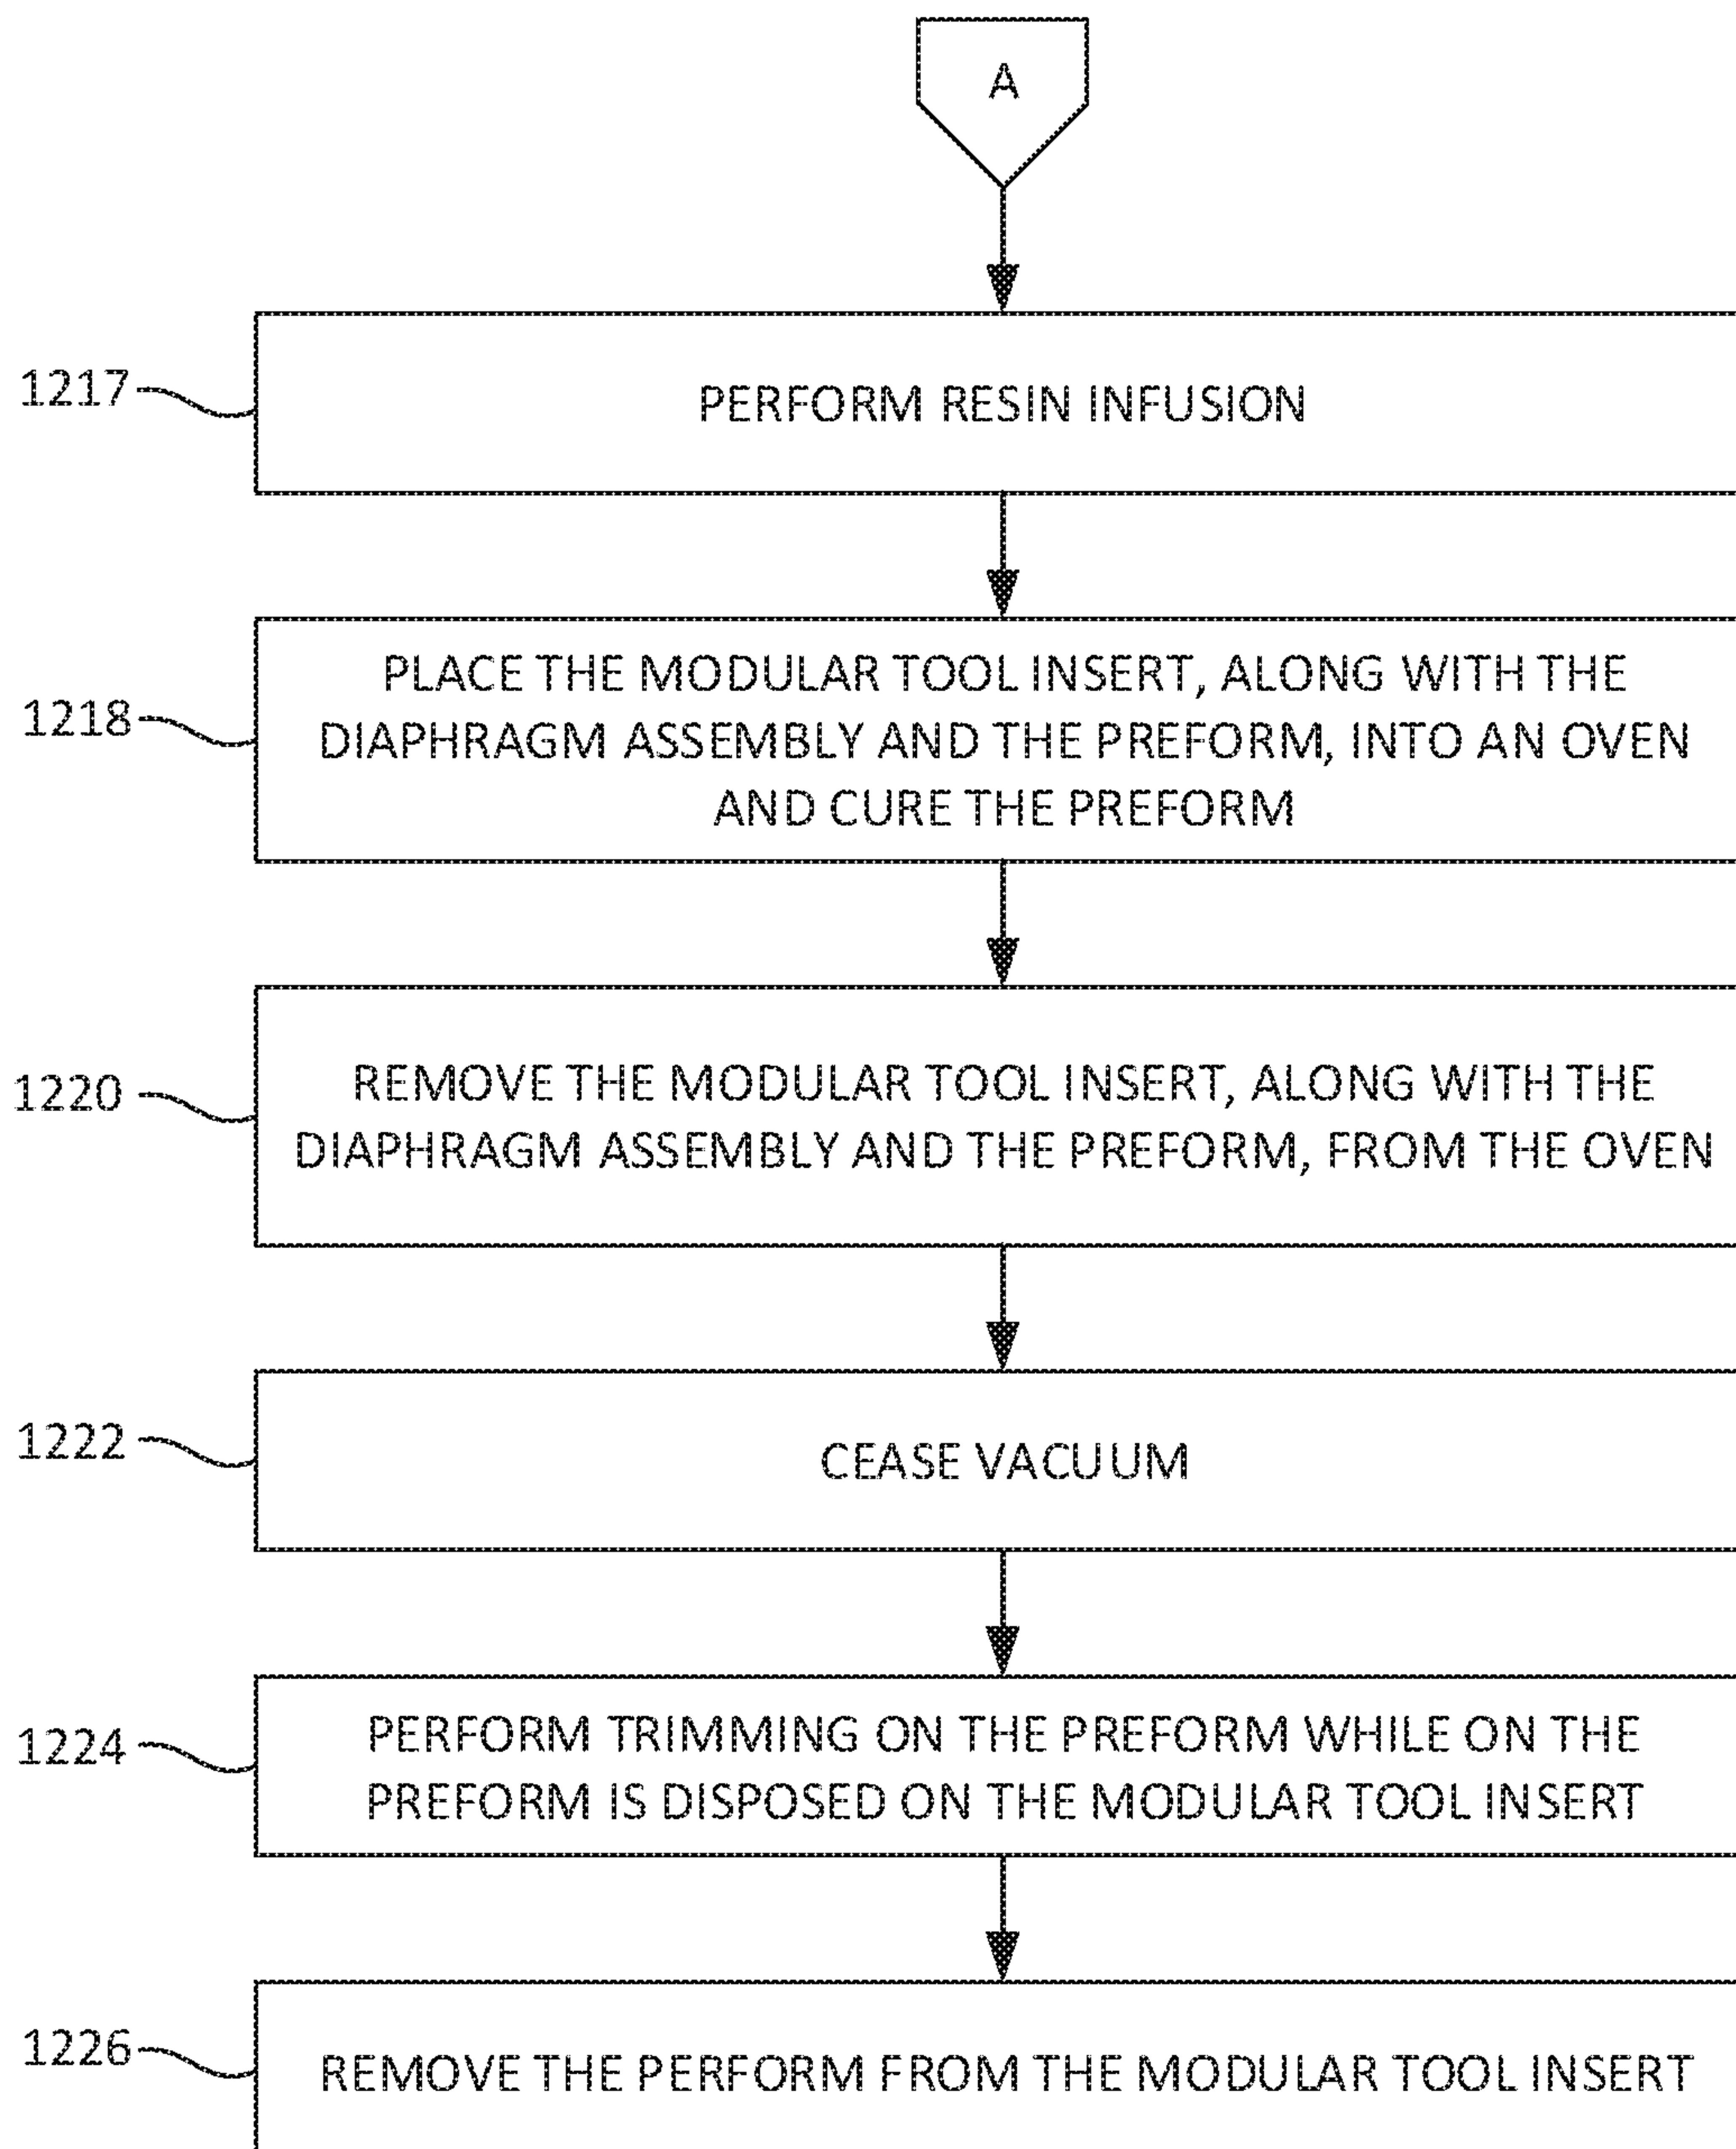 A
1217
PERFORM RESIN INFUSION
1218
PLACE THE MODULAR TOOL INSERT, ALONG WITH THE
DIAPHRAGM ASSEMBLY AND THE PREFORM, INTO AN OVEN
AND CURE THE PREFORM
1220
REMOVE THE MODULAR TOOL INSERT, ALONG WITH THE
DIAPHRAGM ASSEMBLY AND THE PREFORM, FROM THE OVEN
1222
CEASE VACUUM
1224
PERFORM TRIMMING ON THE PREFORM WHILE ON THE
PREFORM IS DISPOSED ON THE MODULAR TOOL INSERT
1226
REMOVE THE PERFORM FROM THE MODULAR TOOL INSERT